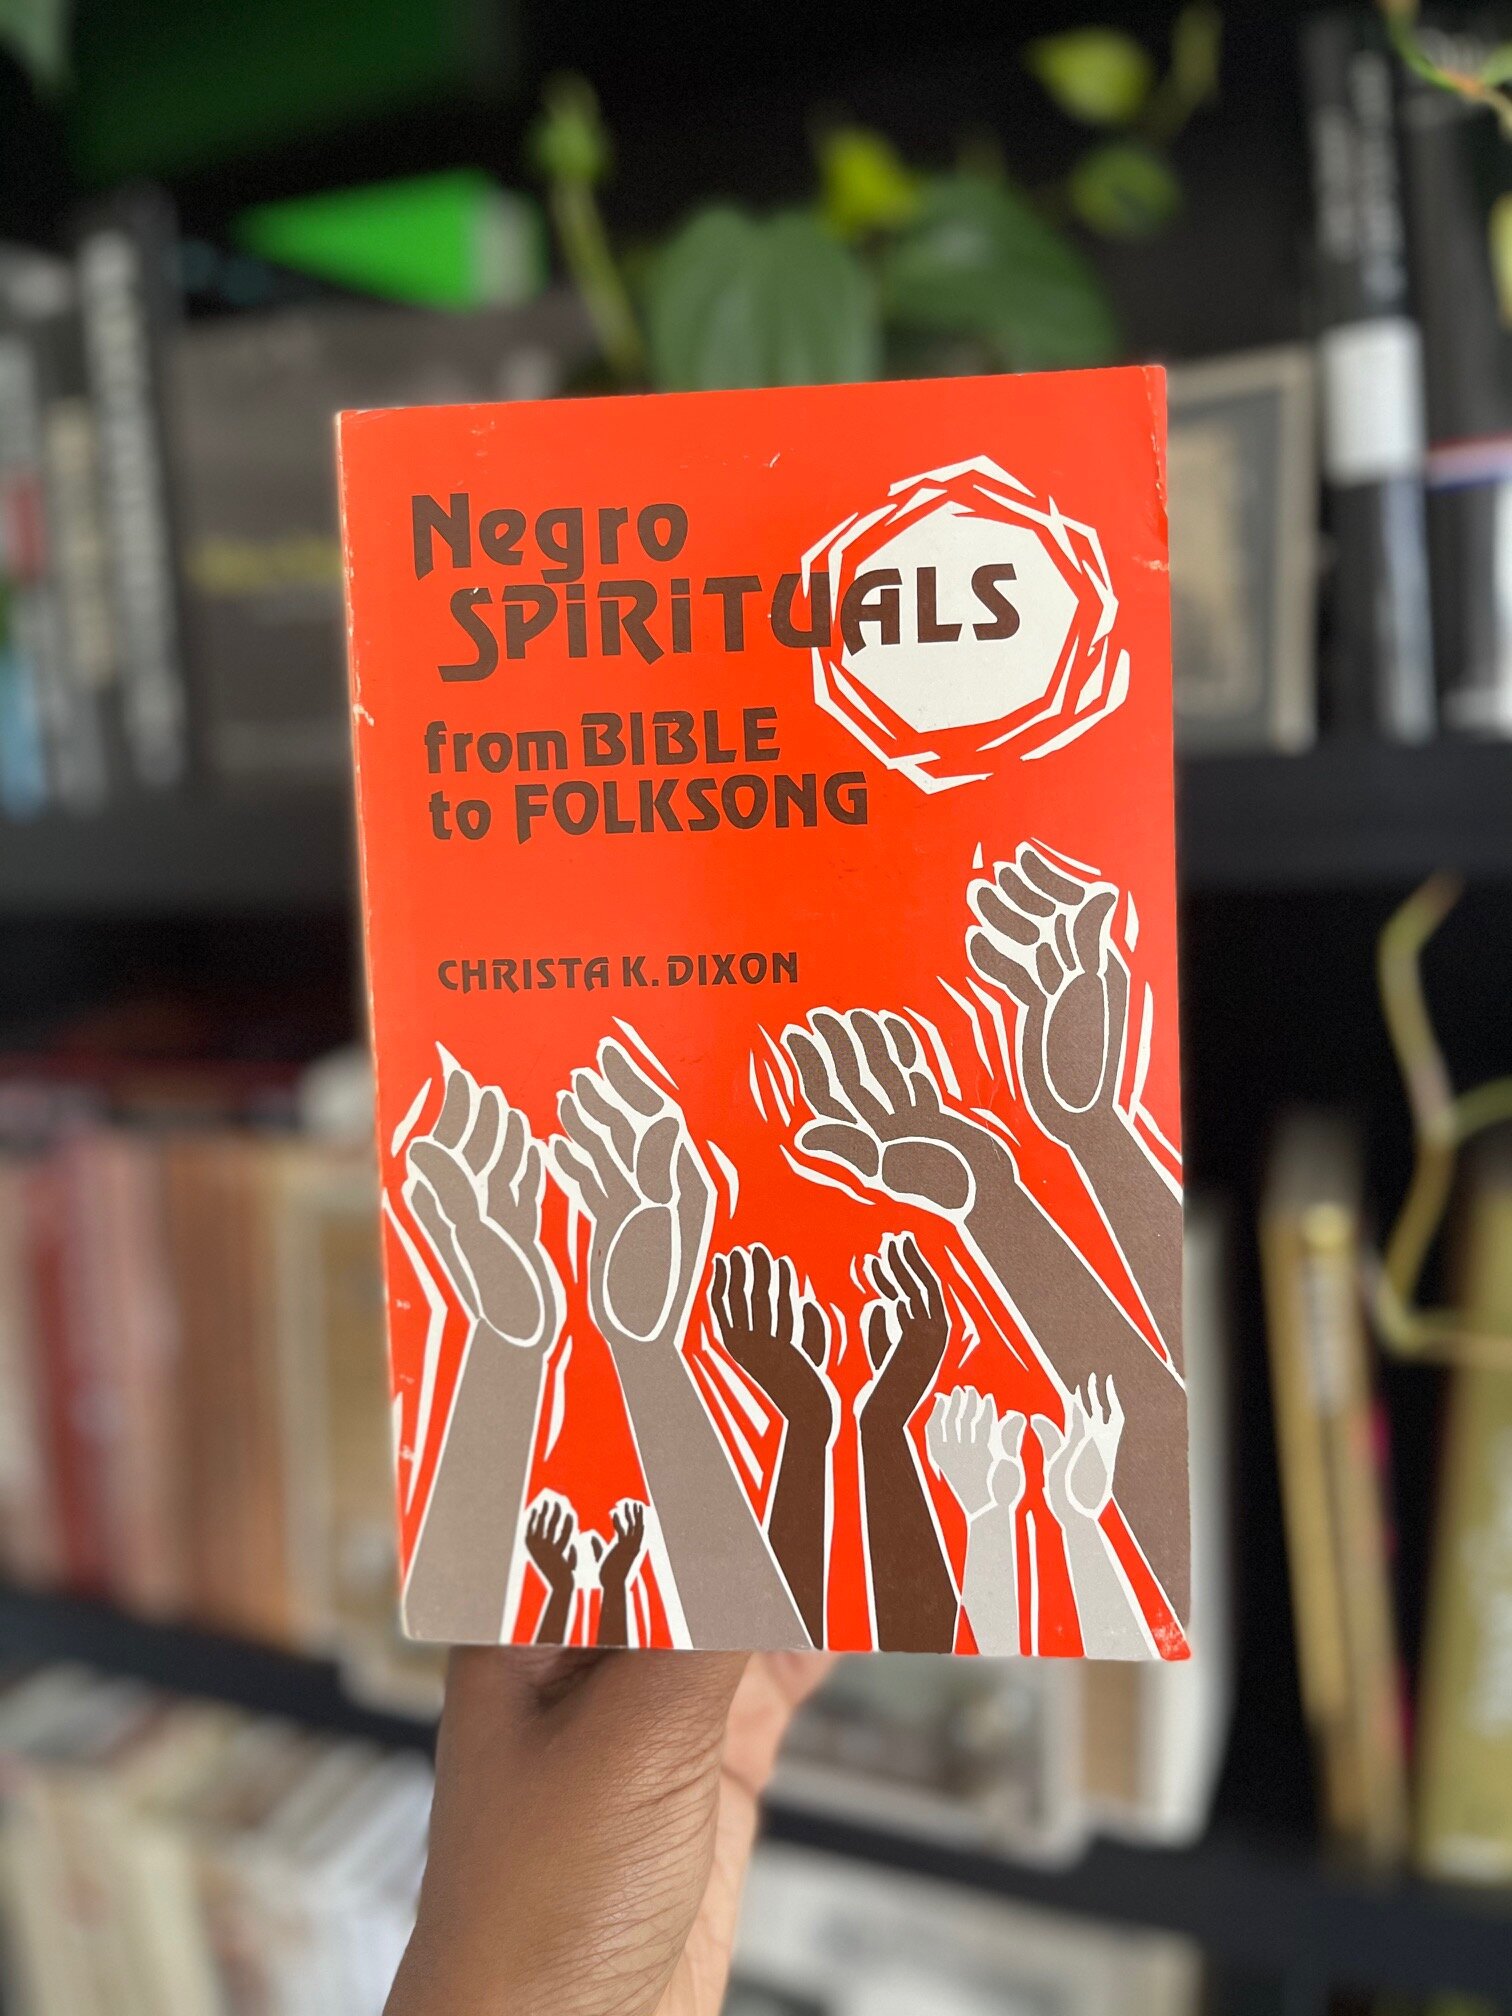 Negro
SPiRiTUALS
from BIBLE
to FOLKSONG
CHRISTA K. DIXON